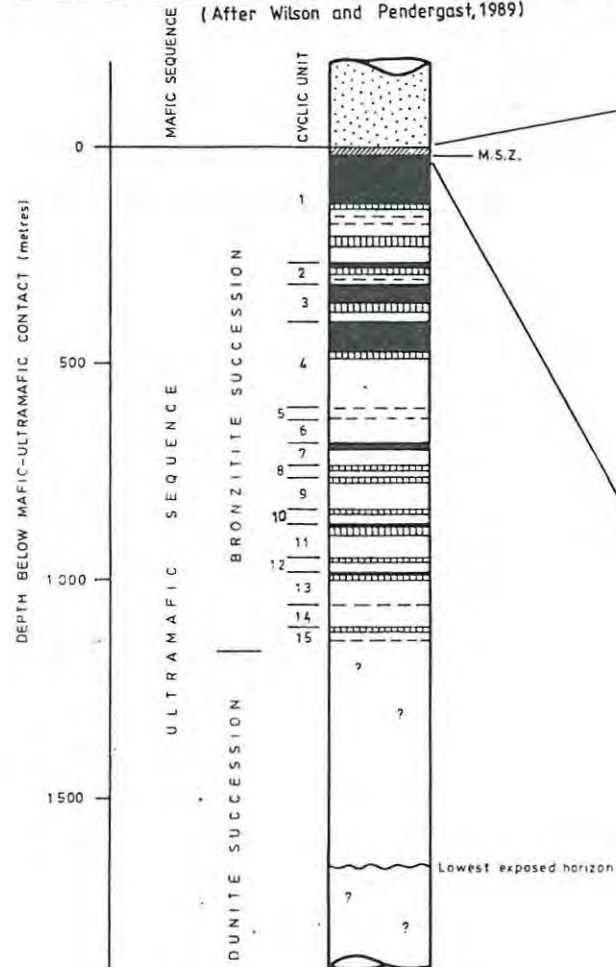 (After Wilson and Pendergast, 1989)
MAFIC SEQUENCE
CYCLIC UNIT
0
M.S.Z.
DEPTH BELOW MAFIC-ULTRAMAFIC CONTACT (metres)
ULTRAMAFIC SEQUENCE
BRONZITITE SUCCESSION
1
2
3
500
4
5
6
7
8
9
10
11
12
1000
13
14
15
?
?
DUNITE SUCCESSION
1500
Lowest exposed horizon
?
?